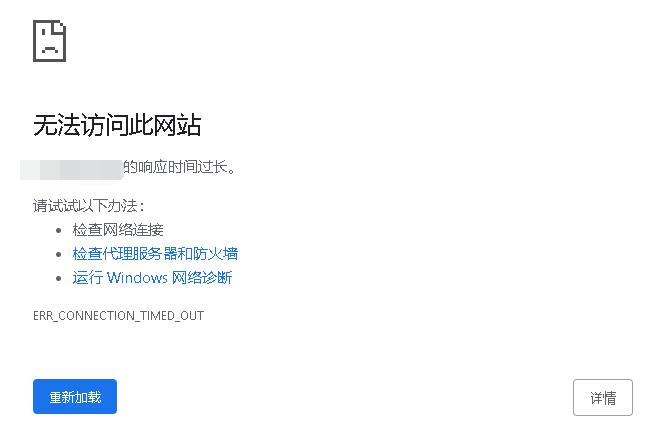 无法访问此网站
的响应时间过长。
请试试以下办法：
检查网络连接
检查代理服务器和防火墙
运行 Windows 网络诊断
ERR_CONNECTION_TIMED_OUT
重新加载
详情